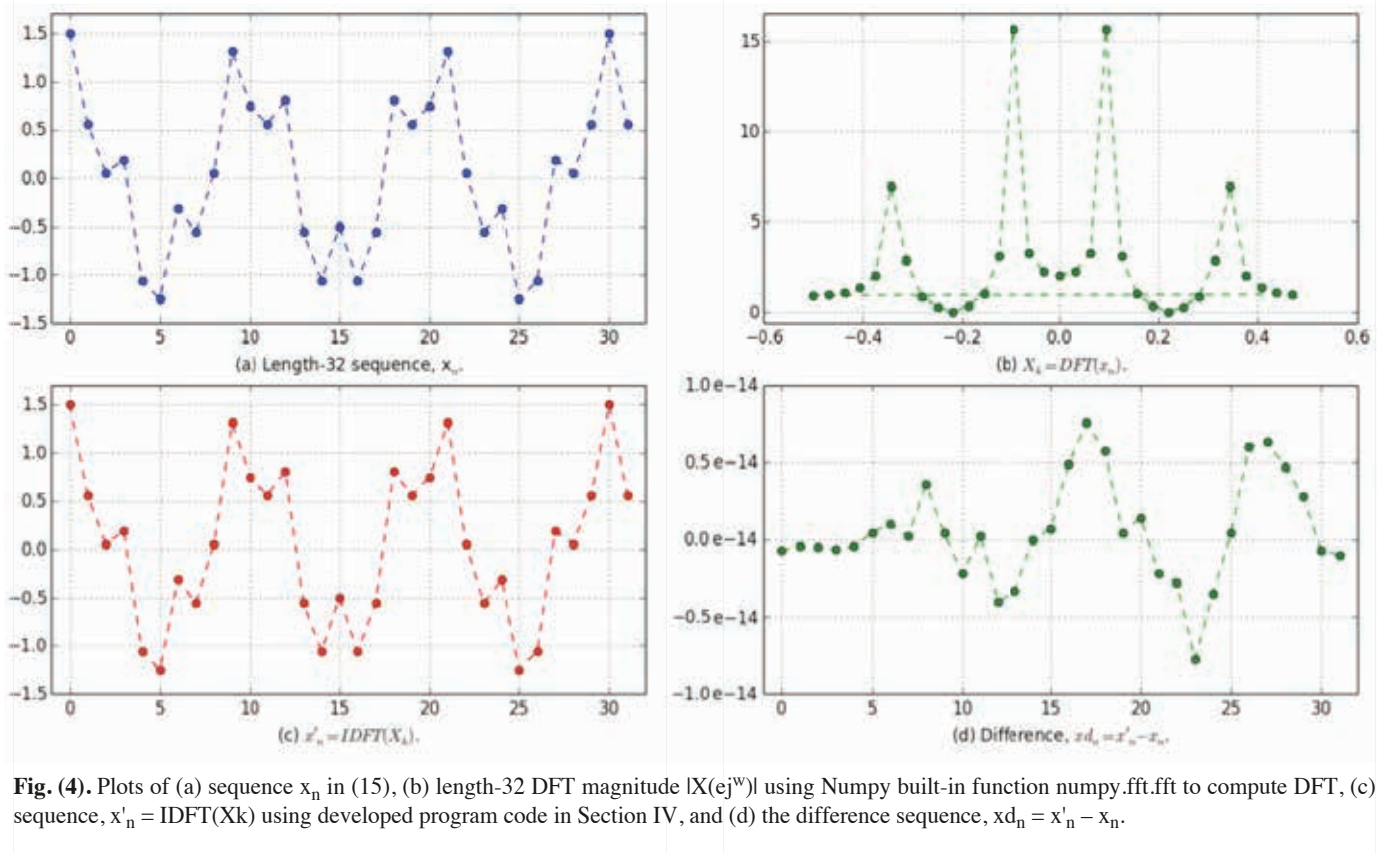 1.5
1.0
0.5
0.0
−0.5
−1.0
−1.5
0 5 10 15 20 25 30
(a) Length-32 sequence, xₙ.
15
10
5
0
−0.6 −0.4 −0.2 0.0 0.2 0.4 0.6
(b) Xₖ=DFT(xₙ).
1.5
1.0
0.5
0.0
−0.5
−1.0
−1.5
0 5 10 15 20 25 30
(c) x'ₙ=IDFT(Xₖ).
1.0e−14
0.5e−14
0.0e−14
−0.5e−14
−1.0e−14
0 5 10 15 20 25 30
(d) Difference, xdₙ=x'ₙ−xₙ.
Fig. (4). Plots of (a) sequence xₙ in (15), (b) length-32 DFT magnitude |X(ejʷ)| using Numpy built-in function numpy.fft.fft to compute DFT, (c)
sequence, x'ₙ = IDFT(Xk) using developed program code in Section IV, and (d) the difference sequence, xdₙ = x'ₙ – xₙ.